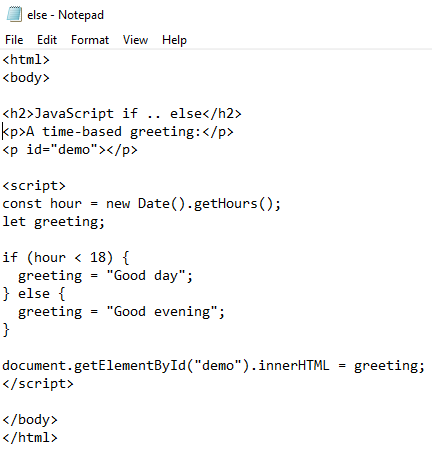 else - Notepad
File Edit Format View Help
<html>
<body>

<h2>JavaScript if .. else</h2>
<p>A time-based greeting:</p>
<p id="demo"></p>

<script>
const hour = new Date().getHours();
let greeting;

if (hour < 18) {
  greeting = "Good day";
} else {
  greeting = "Good evening";
}

document.getElementById("demo").innerHTML = greeting;
</script>

</body>
</html>